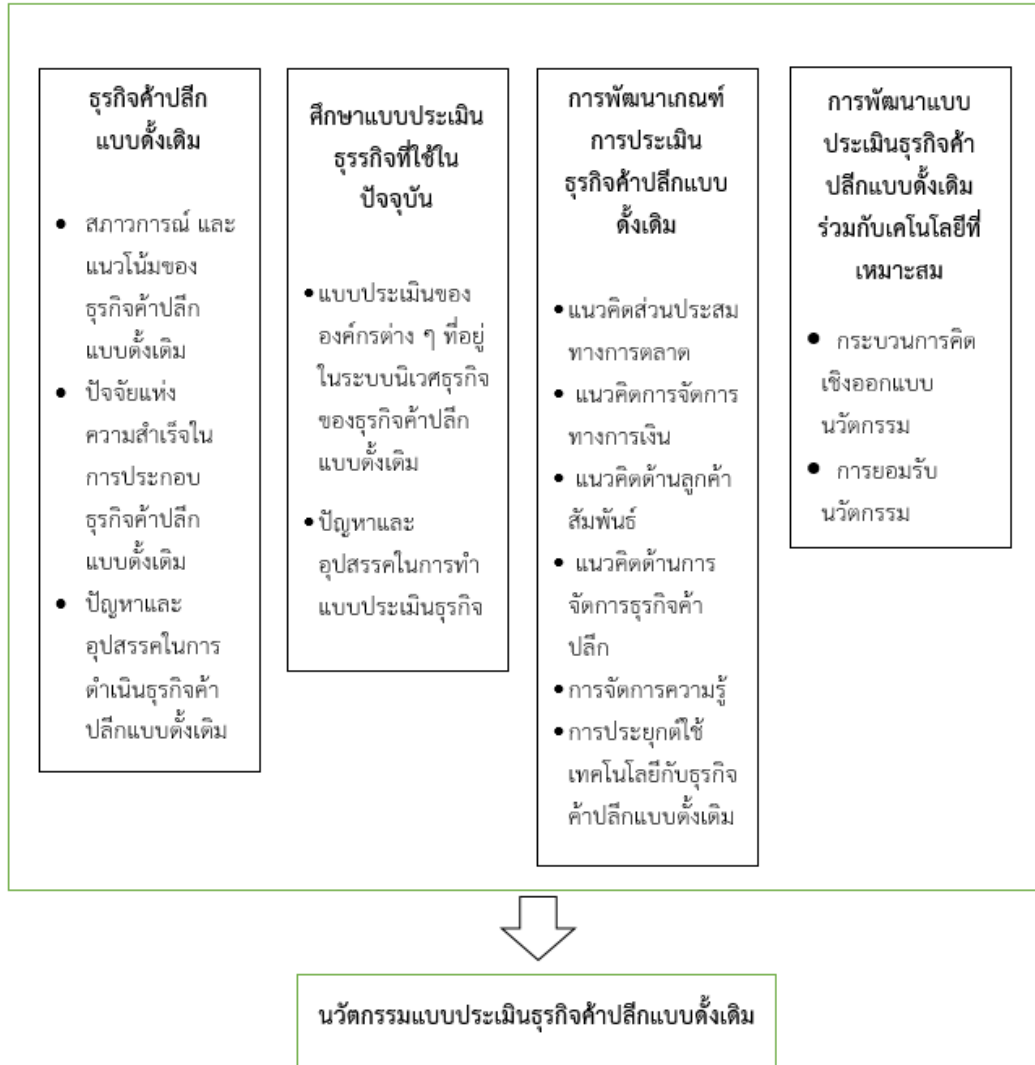 ธุรกิจค้าปลีก
แบบดั้งเดิม
• สภาวการณ์ และ
แนวโน้มของ
ธุรกิจค้าปลีก
แบบดั้งเดิม
• ปัจจัยแห่ง
ความสำเร็จใน
การประกอบ
ธุรกิจค้าปลีก
แบบดั้งเดิม
• ปัญหาและ
อุปสรรคในการ
ดำเนินธุรกิจค้า
ปลีกแบบดั้งเดิม
ศึกษาแบบประเมิน
ธุรรกิจที่ใช้ใน
ปัจจุบัน
• แบบประเมินของ
องค์กรต่าง ๆ ที่อยู่
ในระบบนิเวศธุรกิจ
ของธุรกิจค้าปลีก
แบบดั้งเดิม
• ปัญหาและ
อุปสรรคในการทำ
แบบประเมินธุรกิจ
การพัฒนาเกณฑ์
การประเมิน
ธุรกิจค้าปลีกแบบ
ดั้งเดิม
• แนวคิดส่วนประสม
ทางการตลาด
• แนวคิดการจัดการ
ทางการเงิน
• แนวคิดด้านลูกค้า
สัมพันธ์
• แนวคิดด้านการ
จัดการธุรกิจค้า
ปลีก
• การจัดการความรู้
• การประยุกต์ใช้
เทคโนโลยีกับธุรกิจ
ค้าปลีกแบบดั้งเดิม
การพัฒนาแบบ
ประเมินธุรกิจค้า
ปลีกแบบดั้งเดิม
ร่วมกับเคโนโลยีที่
เหมาะสม
• กระบวนการคิด
เชิงออกแบบ
นวัตกรรม
• การยอมรับ
นวัตกรรม
นวัตกรรมแบบประเมินธุรกิจค้าปลีกแบบดั้งเดิม